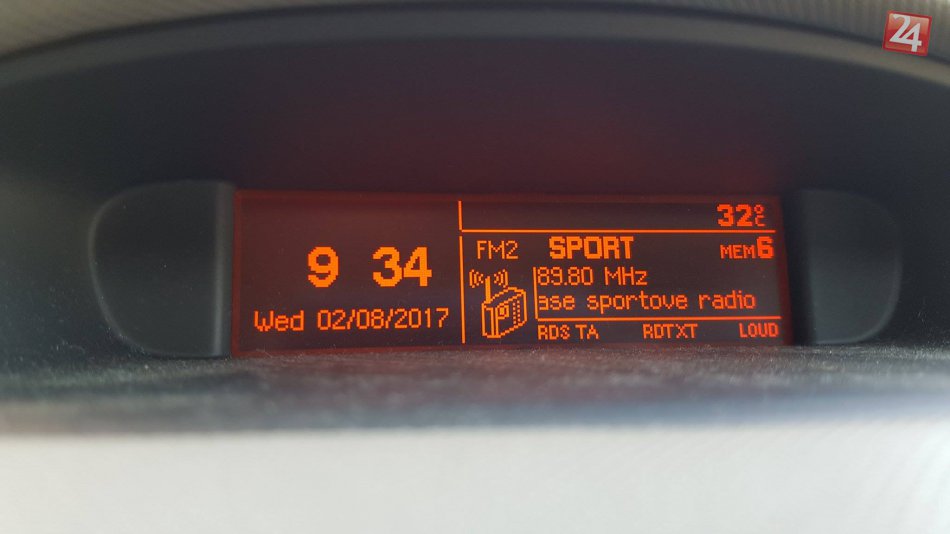 24
9 34
Wed 02/08/2017
32°C
FM2 SPORT MEM6
89.80 MHz
ase sportove radio
RDS TA RDTXT LOUD